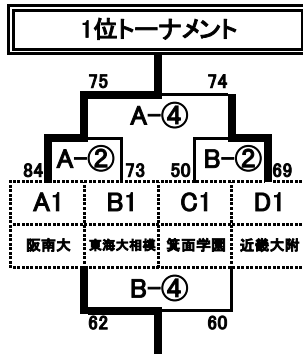 1位トーナメント
75 74
A-④
A-② B-②
84 73 50 69
A1 B1 C1 D1
阪南大 東海大相模 箕面学園 近畿大附
B-④
62 60